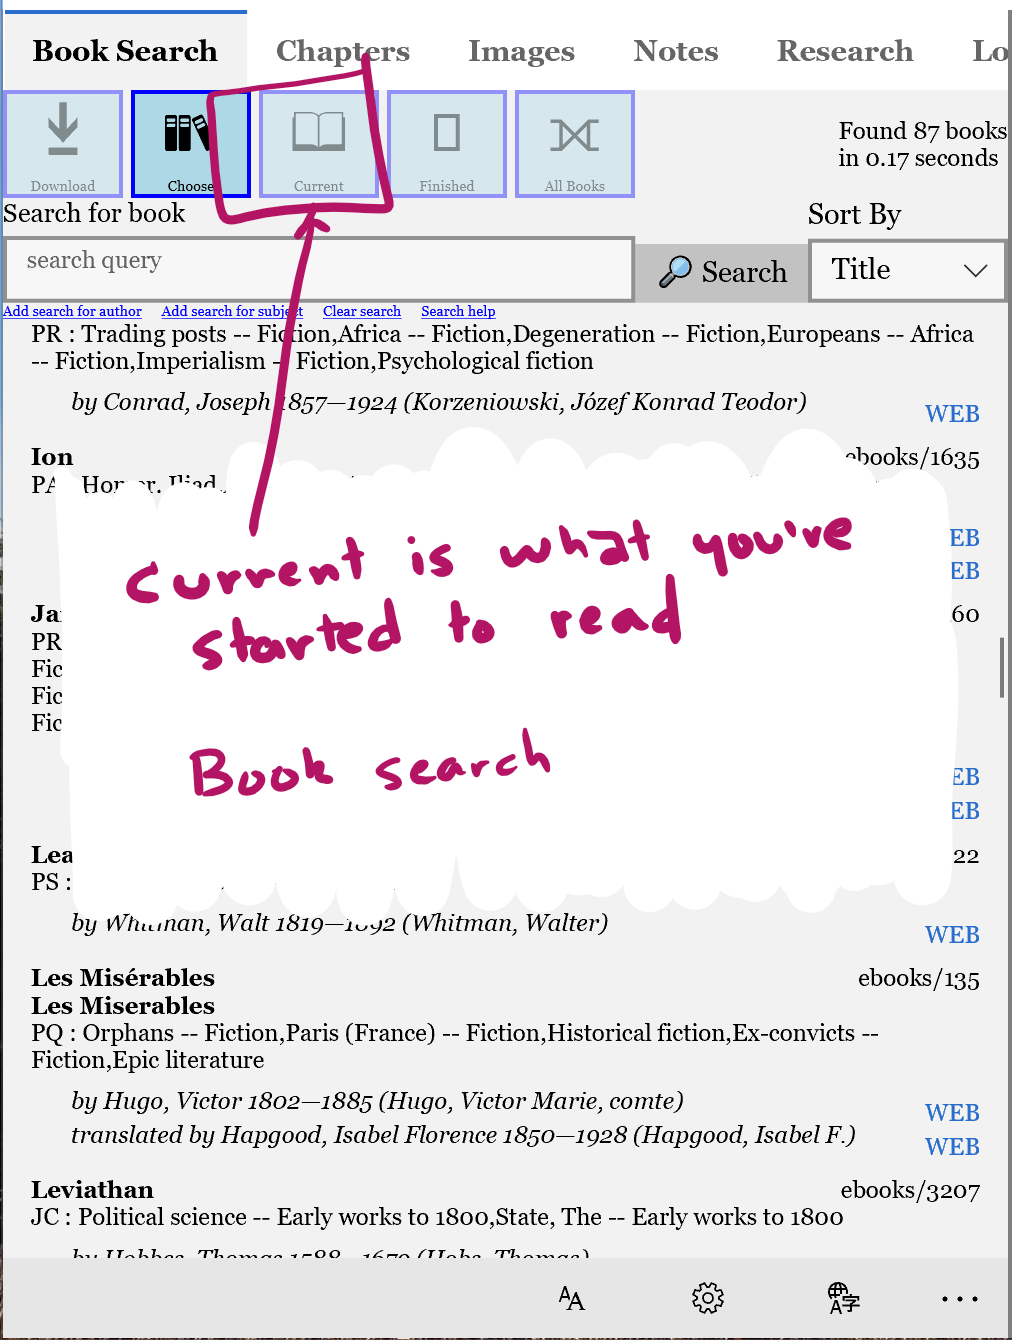 Book Search Chapters Images Notes Research Lo
Download Choose Current Finished All Books
Found 87 books
in 0.17 seconds
Search for book
Sort By
search query
Search
Title
Add search for author Add search for subject Clear search Search help
PR : Trading posts -- Fiction,Africa -- Fiction,Degeneration -- Fiction,Europeans -- Africa
-- Fiction,Imperialism -- Fiction,Psychological fiction
by Conrad, Joseph 1857—1924 (Korzeniowski, Józef Konrad Teodor)
WEB
Ion ebooks/1635
PA Homer. Iliad
EB
EB
current is what you've
started to read
Ja 60
PR
Fic
Fic
Fic
Book search
EB
EB
Lea 22
PS :
by Whitman, Walt 1819—1892 (Whitman, Walter)
WEB
Les Misérables ebooks/135
Les Miserables
PQ : Orphans -- Fiction,Paris (France) -- Fiction,Historical fiction,Ex-convicts --
Fiction,Epic literature
by Hugo, Victor 1802—1885 (Hugo, Victor Marie, comte)
WEB
translated by Hapgood, Isabel Florence 1850—1928 (Hapgood, Isabel F.)
WEB
Leviathan ebooks/3207
JC : Political science -- Early works to 1800,State, The -- Early works to 1800
by Hobbes, Thomas 1588—1679 (Hobs, Thomas)